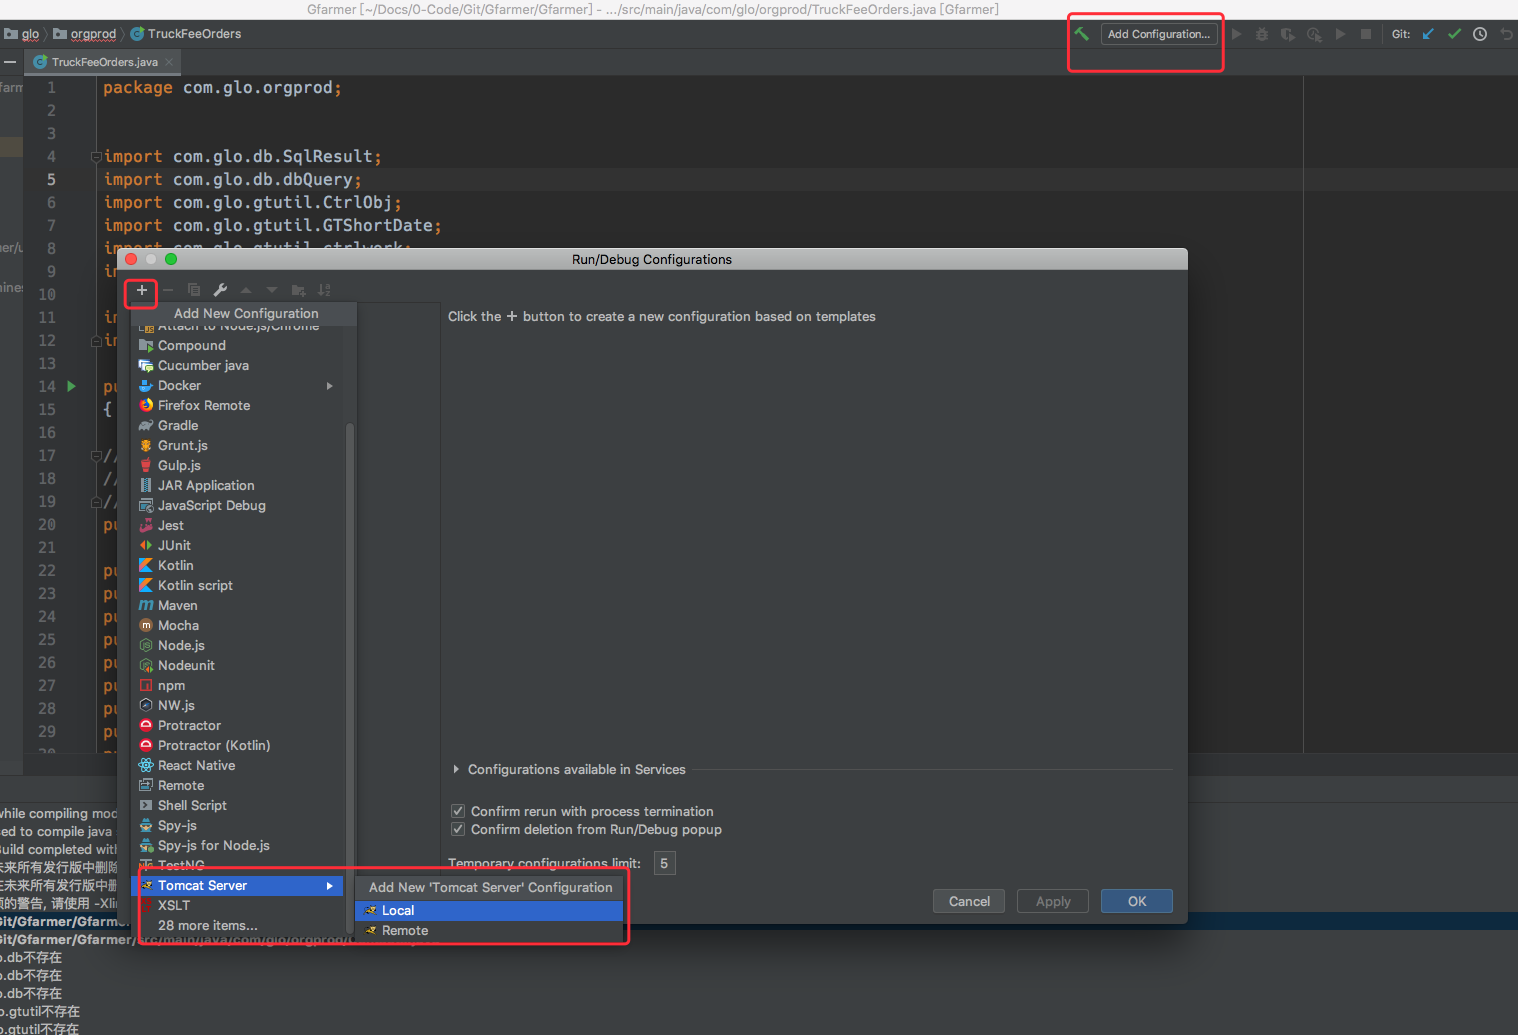 Gfarmer [~/Docs/0-Code/Git/Gfarmer/Gfarmer] - .../src/main/java/com/glo/orgprod/TruckFeeOrders.java [Gfarmer]
glo orgprod TruckFeeOrders
Add Configuration...
Git:
TruckFeeOrders.java
1 package com.glo.orgprod;
2
3
4 import com.glo.db.SqlResult;
5 import com.glo.db.dbQuery;
6 import com.glo.gtutil.CtrlObj;
7 import com.glo.gtutil.GTShortDate;
8 import com.glo.gtutil.ctrlwork;
9
10
11
12
13
14 pu
15 {
16
17 //
18 //
19 //
20 pu
21
22 pu
23 pu
24 pu
25 pu
26 pu
27 pu
28 pu
29 pu
Run/Debug Configurations
Add New Configuration
Attach to Node.js/Chrome
Compound
Cucumber java
Docker
Firefox Remote
Gradle
Grunt.js
Gulp.js
JAR Application
JavaScript Debug
Jest
JUnit
Kotlin
Kotlin script
Maven
Mocha
Node.js
Nodeunit
npm
NW.js
Protractor
Protractor (Kotlin)
React Native
Remote
Shell Script
Spy-js
Spy-js for Node.js
TestNG
Tomcat Server
XSLT
28 more items...
Click the + button to create a new configuration based on templates
Configurations available in Services
Confirm rerun with process termination
Confirm deletion from Run/Debug popup
Temporary configurations limit: 5
Add New 'Tomcat Server' Configuration
Local
Remote
Cancel
Apply
OK
while compiling mod
sed to compile java
Build completed with
未来所有发行版中删除
在未来所有发行版中
的警告, 请使用 -Xlin
Git/Gfarmer/Gfarmer
Git/Gfarmer/Gfarmer/src/main/java/com/glo/orgprod/
o.db不存在
o.db不存在
o.db不存在
o.gtutil不存在
o.gtutil不存在